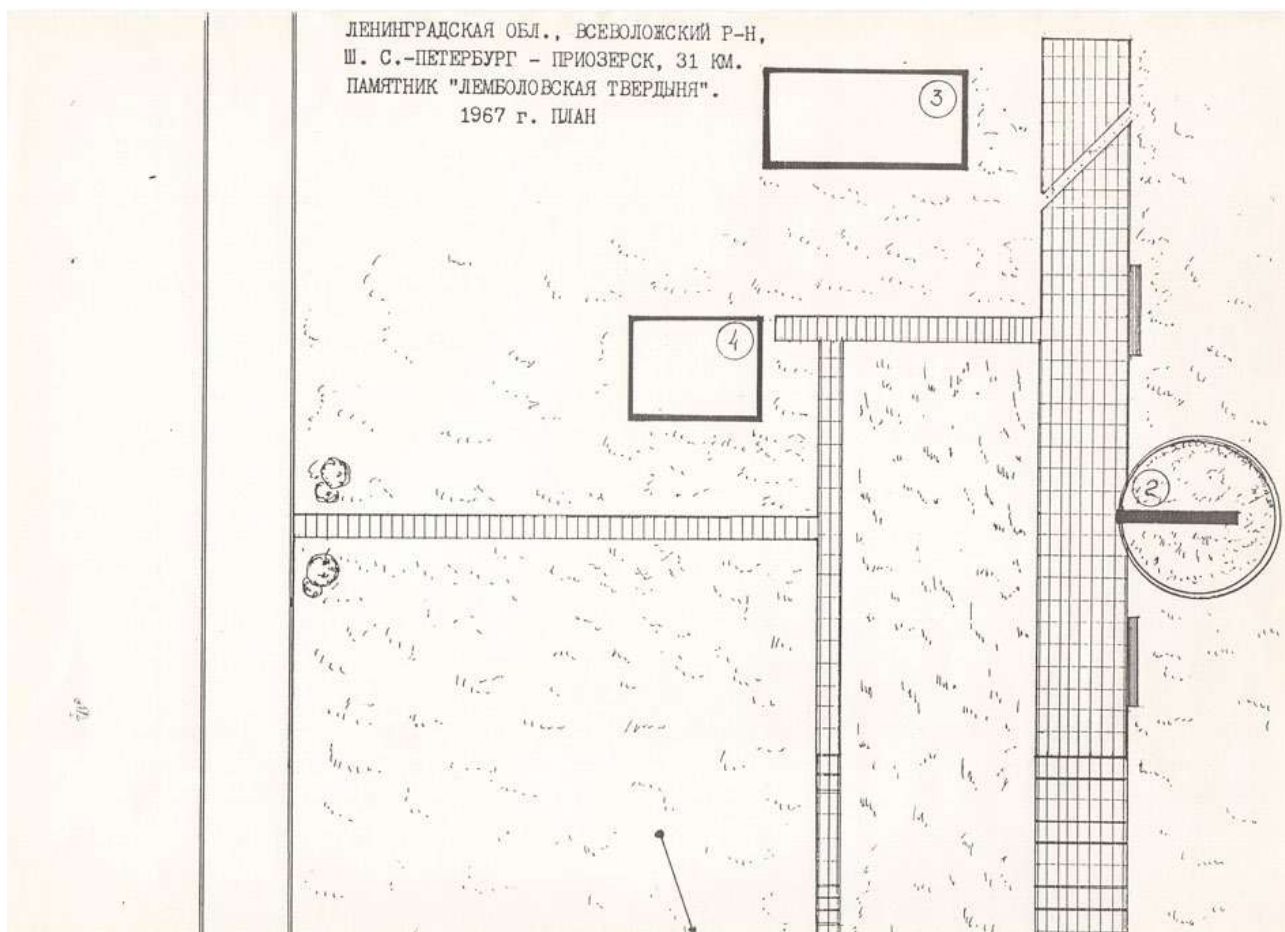 ЛЕНИНГРАДСКАЯ ОБЛ., ВСЕВОЛОЖСКИЙ Р-Н,
Ш. С.-ПЕТЕРБУРГ - ПРИОЗЕРСК, 31 КМ.
ПАМЯТНИК "ЛЕМБОЛОВСКАЯ ТВЕРДЫНЯ".
1967 г. ПЛАН
3
4
2